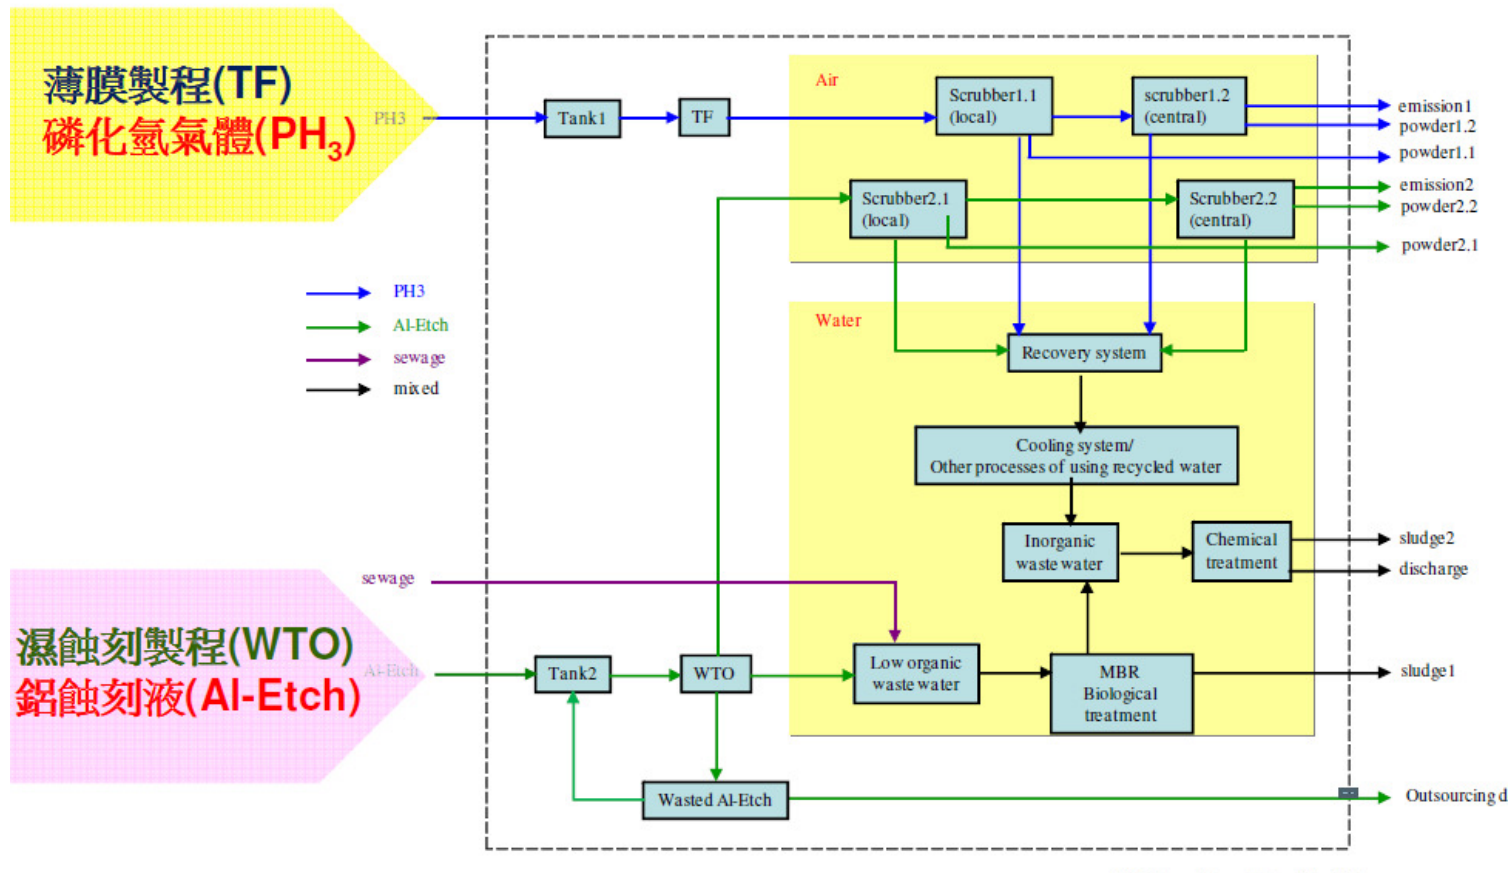 薄膜製程(TF)
磷化氫氣體(PH3)
PH3
Tank1
TF
Air
Scrubber1.1
(local)
scrubber1.2
(central)
emission1
powder1.2
powder1.1
Scrubber2.1
(local)
Scrubber2.2
(central)
emission2
powder2.2
powder2.1
PH3
Al-Etch
sewage
mixed
Water
Recovery system
Cooling system/
Other processes of using recycled water
Inorganic
waste water
Chemical
treatment
sludge2
discharge
sewage
濕蝕刻製程(WTO)
鋁蝕刻液(Al-Etch)
Al-Etch
Tank2
WTO
Low organic
waste water
MBR
Biological
treatment
sludge1
Wasted Al-Etch
Outsourcing d